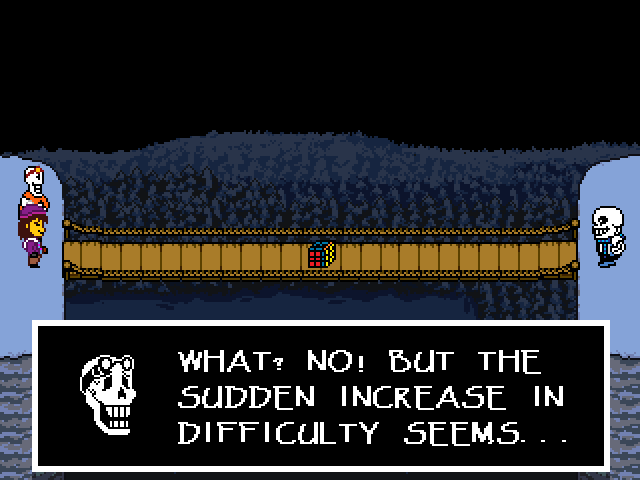 WHAT? NO! BUT THE
SUDDEN INCREASE IN
DIFFICULTY SEEMS...